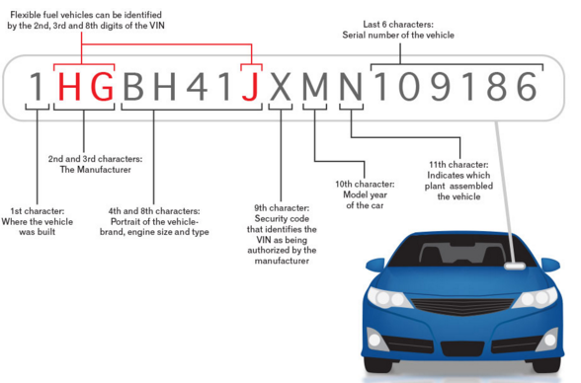 Flexible fuel vehicles can be identified
by the 2nd, 3rd and 8th digits of the VIN
Last 6 characters:
Serial number of the vehicle
1HGBH41JXMN109186
2nd and 3rd characters:
The Manufacturer
11th character:
Indicates which
plant assembled
the vehicle
10th character:
Model year
of the car
1st character:
Where the vehicle
was built
4th and 8th characters:
Portrait of the vehicle-
brand, engine size and type
9th character:
Security code
that identifies the
VIN as being
authorized by the
manufacturer